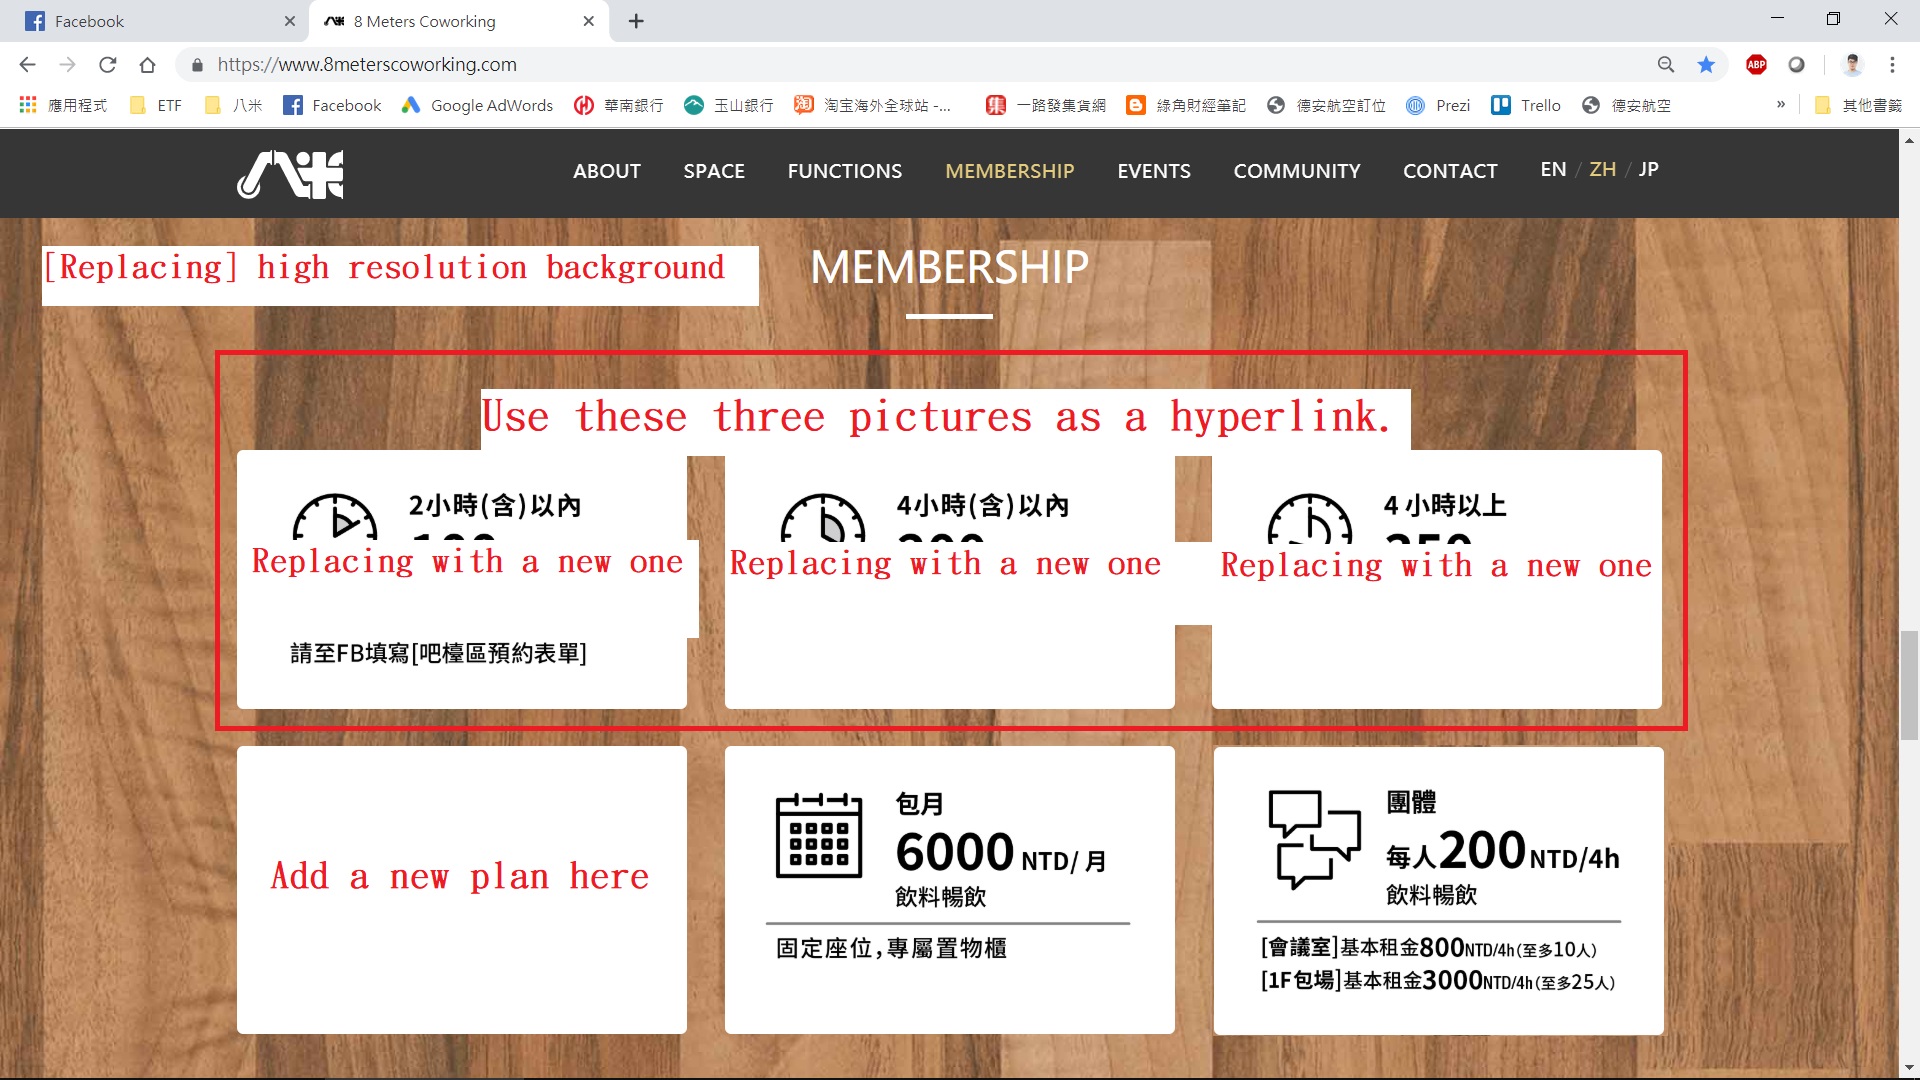 Facebook
8 Meters Coworking
https://www.8meterscoworking.com
ABP
應用程式 ETF 八米 Facebook Google AdWords 華南銀行 玉山銀行 淘 淘宝海外全球站 -... 集 一路發集貨網 綠角財經筆記 德安航空訂位 Prezi Trello 德安航空 » 其他書籤
八米 ABOUT SPACE FUNCTIONS MEMBERSHIP EVENTS COMMUNITY CONTACT EN / ZH / JP
[Replacing] high resolution background
MEMBERSHIP
Use these three pictures as a hyperlink.
2小時(含)以內
Replacing with a new one
請至FB填寫[吧檯區預約表單]
4小時(含)以內
Replacing with a new one
4 小時以上
Replacing with a new one
Add a new plan here
包月
6000 NTD/ 月
飲料暢飲
固定座位,專屬置物櫃
團體
每人200NTD/4h
飲料暢飲
[會議室]基本租金800NTD/4h(至多10人)
[1F包場]基本租金3000NTD/4h(至多25人)